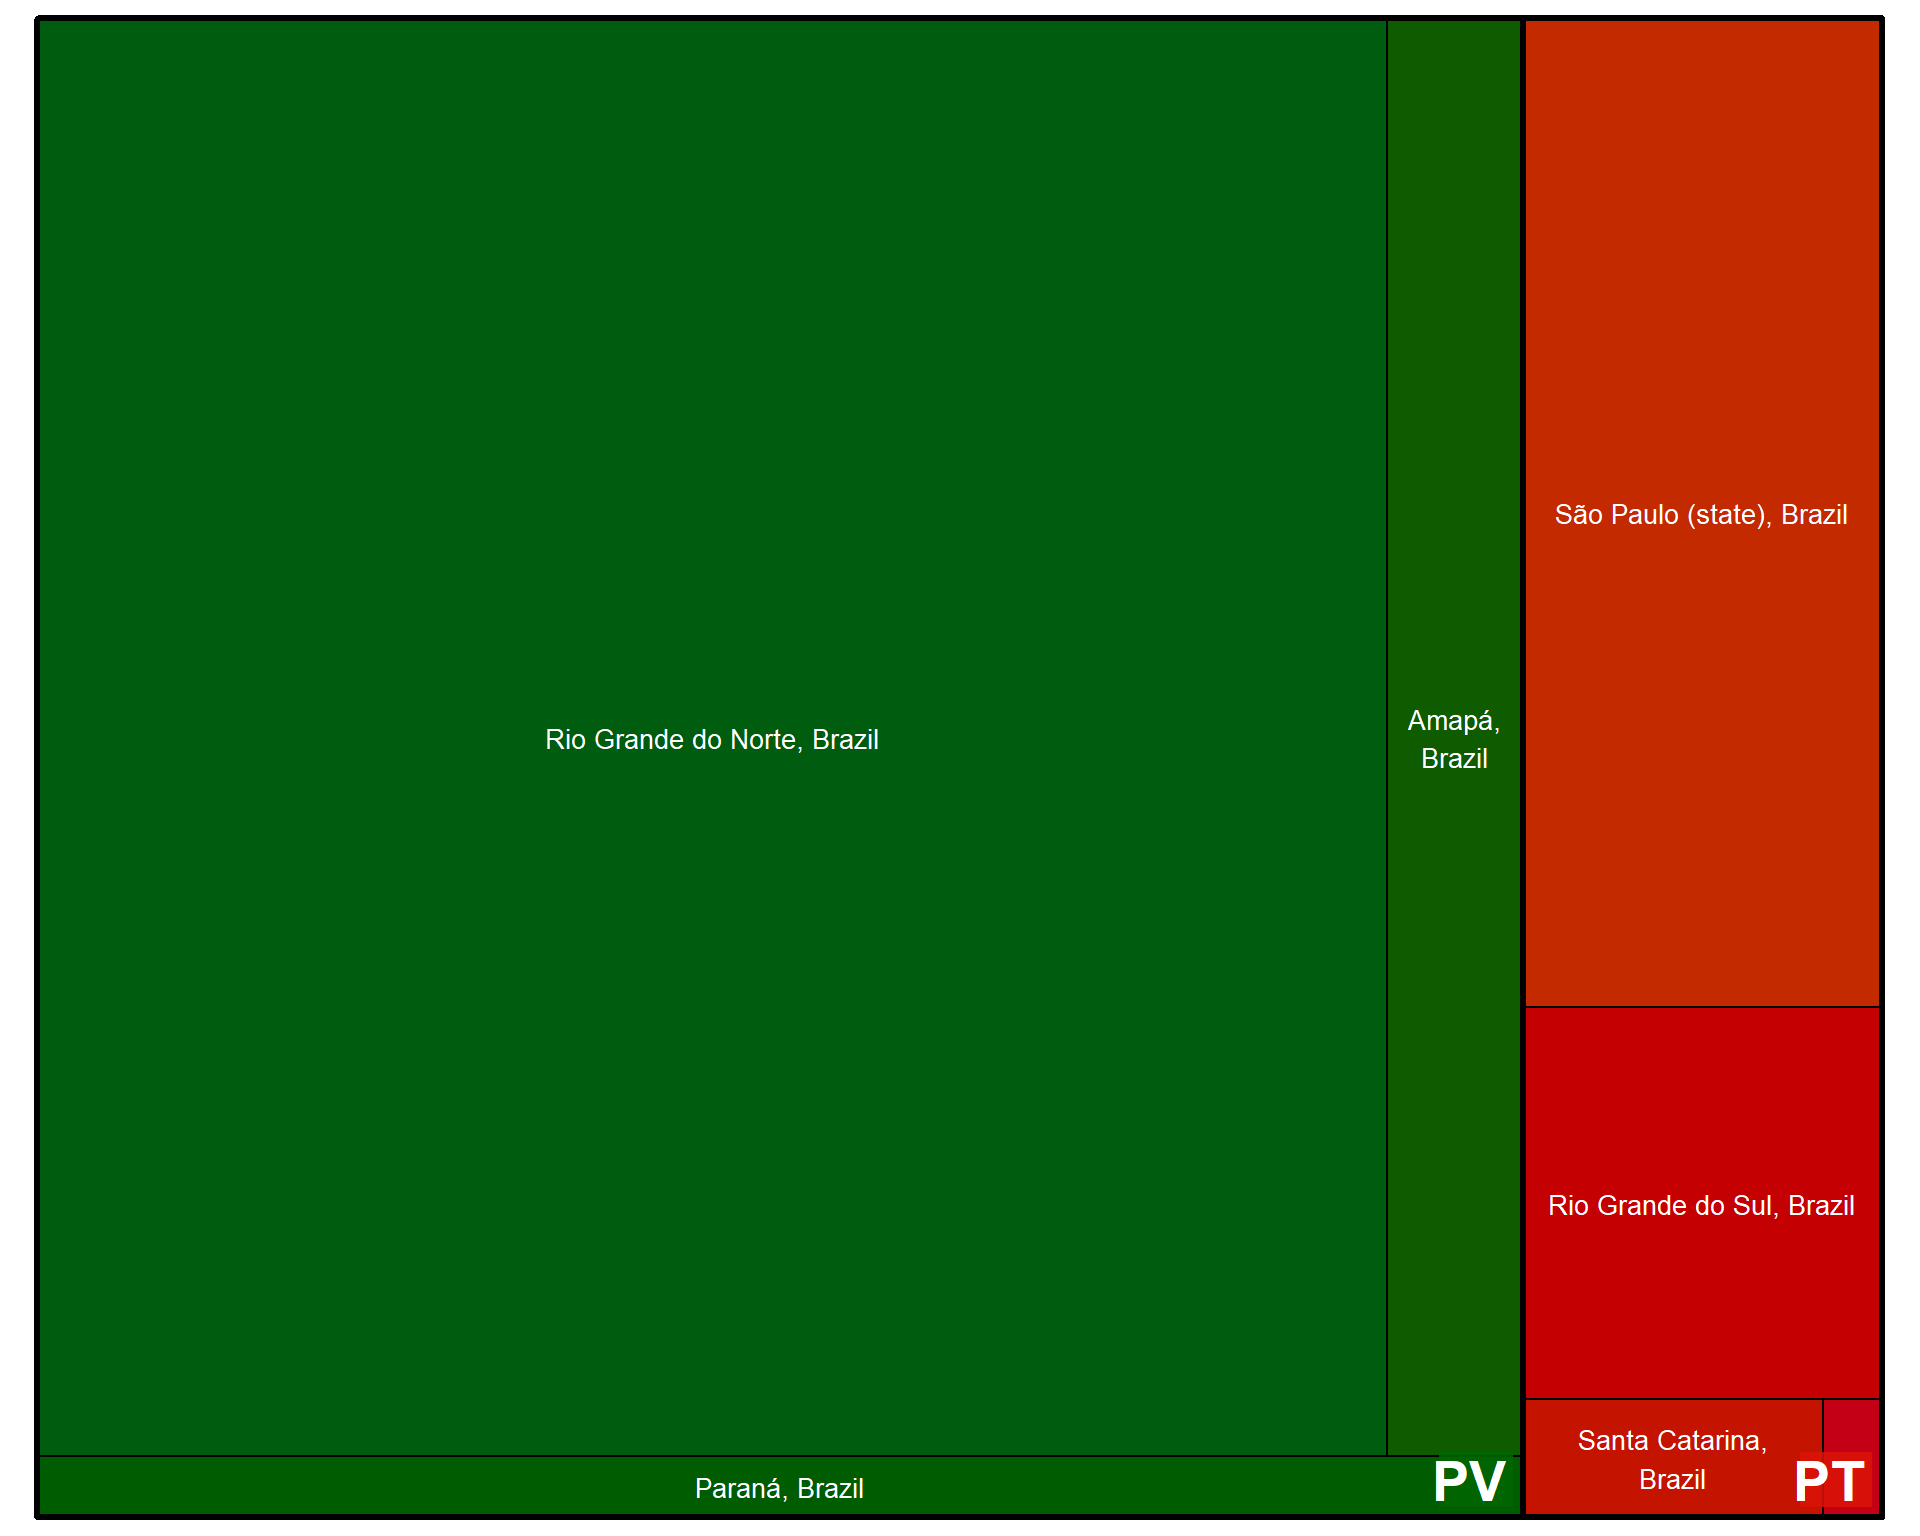 Rio Grande do Norte, Brazil
Amapá,
Brazil
Paraná, Brazil
PV
São Paulo (state), Brazil
Rio Grande do Sul, Brazil
Santa Catarina,
Brazil
PT